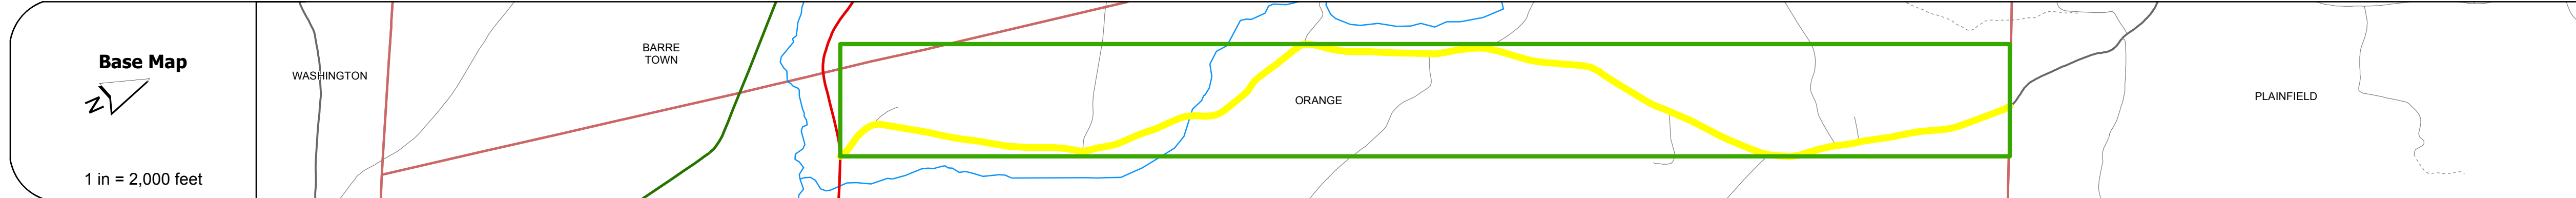 Base Map
N
1 in = 2,000 feet
WASHINGTON
BARRE
TOWN
ORANGE
PLAINFIELD